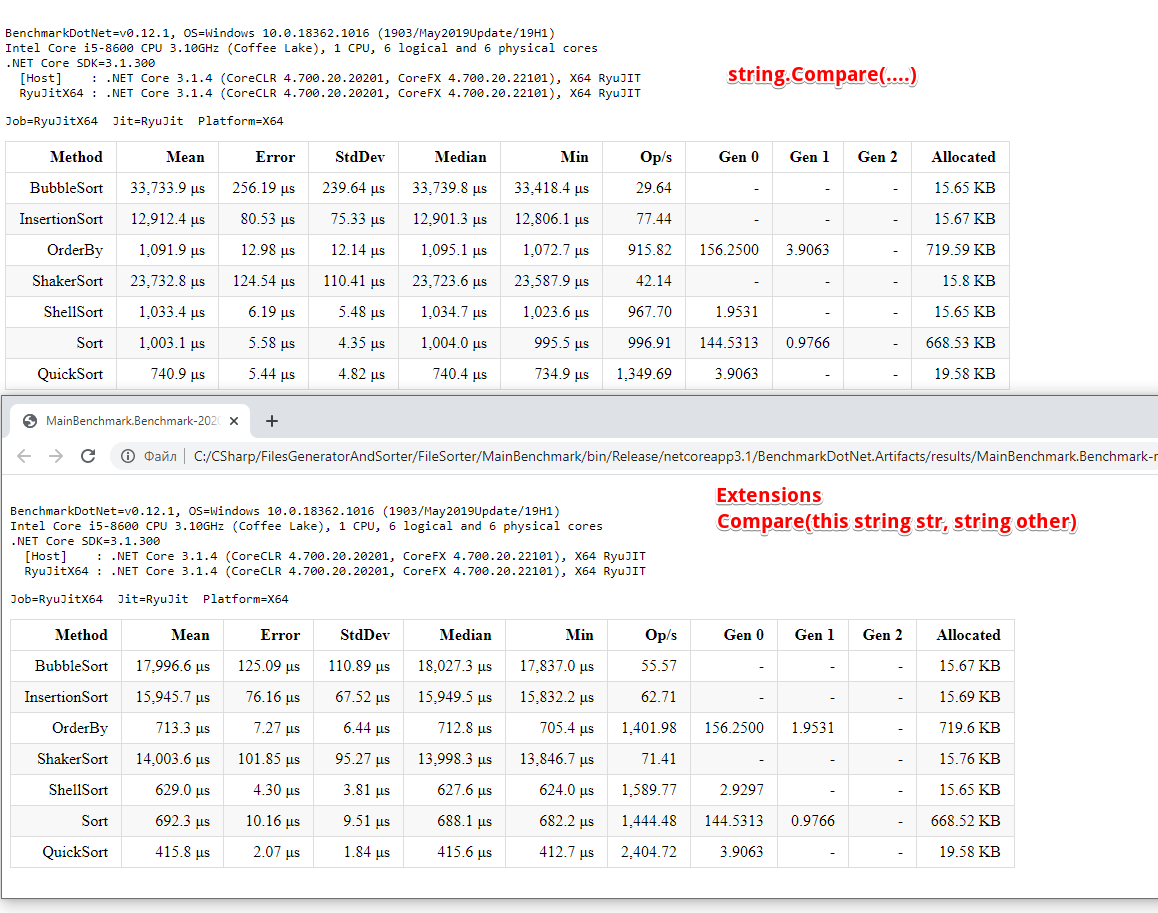 BenchmarkDotNet=v0.12.1, OS=Windows 10.0.18362.1016 (1903/May2019Update/19H1)
Intel Core i5-8600 CPU 3.10GHz (Coffee Lake), 1 CPU, 6 logical and 6 physical cores
.NET Core SDK=3.1.300
[Host]     : .NET Core 3.1.4 (CoreCLR 4.700.20.20201, CoreFX 4.700.20.22101), X64 RyuJIT
RyuJitX64 : .NET Core 3.1.4 (CoreCLR 4.700.20.20201, CoreFX 4.700.20.22101), X64 RyuJIT
string.Compare(....)
Job=RyuJitX64  Jit=RyuJit  Platform=X64
Method Mean Error StdDev Median Min Op/s Gen 0 Gen 1 Gen 2 Allocated
BubbleSort 33,733.9 μs 256.19 μs 239.64 μs 33,739.8 μs 33,418.4 μs 29.64 - - - 15.65 KB
InsertionSort 12,912.4 μs 80.53 μs 75.33 μs 12,901.3 μs 12,806.1 μs 77.44 - - - 15.67 KB
OrderBy 1,091.9 μs 12.98 μs 12.14 μs 1,095.1 μs 1,072.7 μs 915.82 156.2500 3.9063 - 719.59 KB
ShakerSort 23,732.8 μs 124.54 μs 110.41 μs 23,723.6 μs 23,587.9 μs 42.14 - - - 15.8 KB
ShellSort 1,033.4 μs 6.19 μs 5.48 μs 1,034.7 μs 1,023.6 μs 967.70 1.9531 - - 15.65 KB
Sort 1,003.1 μs 5.58 μs 4.35 μs 1,004.0 μs 995.5 μs 996.91 144.5313 0.9766 - 668.53 KB
QuickSort 740.9 μs 5.44 μs 4.82 μs 740.4 μs 734.9 μs 1,349.69 3.9063 - - 19.58 KB
MainBenchmark.Benchmark-202
Файл C:/CSharp/FilesGeneratorAndSorter/FileSorter/MainBenchmark/bin/Release/netcoreapp3.1/BenchmarkDotNet.Artifacts/results/MainBenchmark.Benchmark-r
Extensions
Compare(this string str, string other)
BenchmarkDotNet=v0.12.1, OS=Windows 10.0.18362.1016 (1903/May2019Update/19H1)
Intel Core i5-8600 CPU 3.10GHz (Coffee Lake), 1 CPU, 6 logical and 6 physical cores
.NET Core SDK=3.1.300
[Host]     : .NET Core 3.1.4 (CoreCLR 4.700.20.20201, CoreFX 4.700.20.22101), X64 RyuJIT
RyuJitX64 : .NET Core 3.1.4 (CoreCLR 4.700.20.20201, CoreFX 4.700.20.22101), X64 RyuJIT
Job=RyuJitX64  Jit=RyuJit  Platform=X64
Method Mean Error StdDev Median Min Op/s Gen 0 Gen 1 Gen 2 Allocated
BubbleSort 17,996.6 μs 125.09 μs 110.89 μs 18,027.3 μs 17,837.0 μs 55.57 - - - 15.67 KB
InsertionSort 15,945.7 μs 76.16 μs 67.52 μs 15,949.5 μs 15,832.2 μs 62.71 - - - 15.69 KB
OrderBy 713.3 μs 7.27 μs 6.44 μs 712.8 μs 705.4 μs 1,401.98 156.2500 1.9531 - 719.6 KB
ShakerSort 14,003.6 μs 101.85 μs 95.27 μs 13,998.3 μs 13,846.7 μs 71.41 - - - 15.76 KB
ShellSort 629.0 μs 4.30 μs 3.81 μs 627.6 μs 624.0 μs 1,589.77 2.9297 - - 15.65 KB
Sort 692.3 μs 10.16 μs 9.51 μs 688.1 μs 682.2 μs 1,444.48 144.5313 0.9766 - 668.52 KB
QuickSort 415.8 μs 2.07 μs 1.84 μs 415.6 μs 412.7 μs 2,404.72 3.9063 - - 19.58 KB